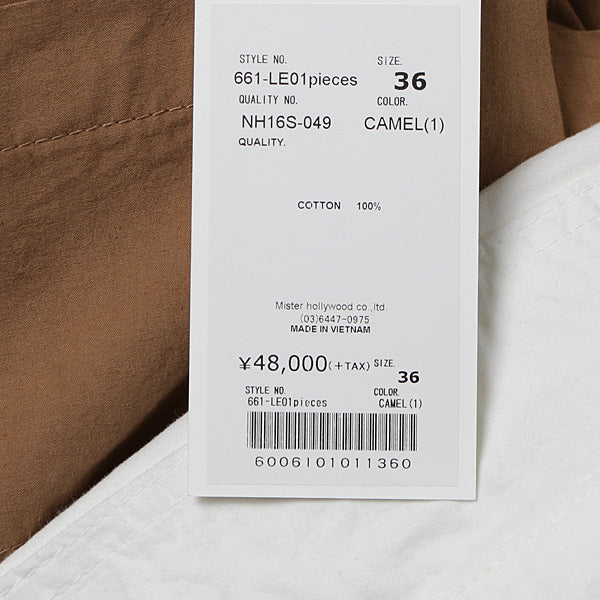 STYLE NO. SIZE.
661-LE01pieces 36
QUALITY NO. COLOR.
NH16S-049 CAMEL(1)
QUALITY.
COTTON 100%
Mister hollywood co.,ltd.
(03)6447-0975
MADE IN VIETNAM
¥48,000(+TAX) SIZE. 36
STYLE NO. COLOR.
661-LE01pieces CAMEL(1)
6006101011360